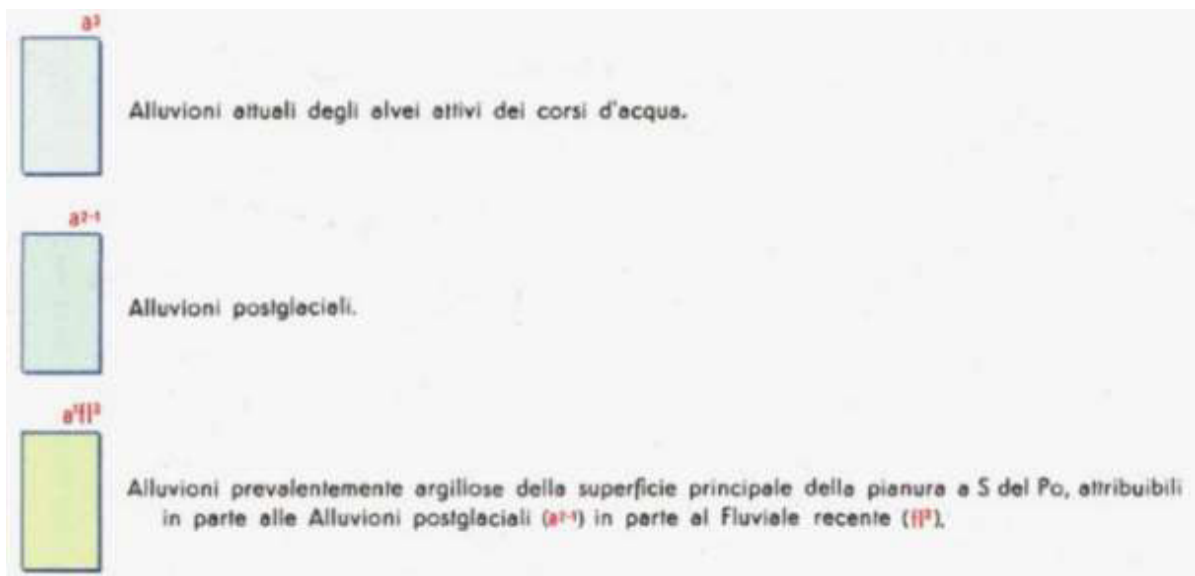 a³
Alluvioni attuali degli alvei attivi dei corsi d'acqua.
a²⁻¹
Alluvioni postglaciali.
a¹fl³
Alluvioni prevalentemente argillose della superficie principale della pianura a S del Po, attribuibili
in parte alle Alluvioni postglaciali (a²⁻¹) in parte al Fluviale recente (fl³).